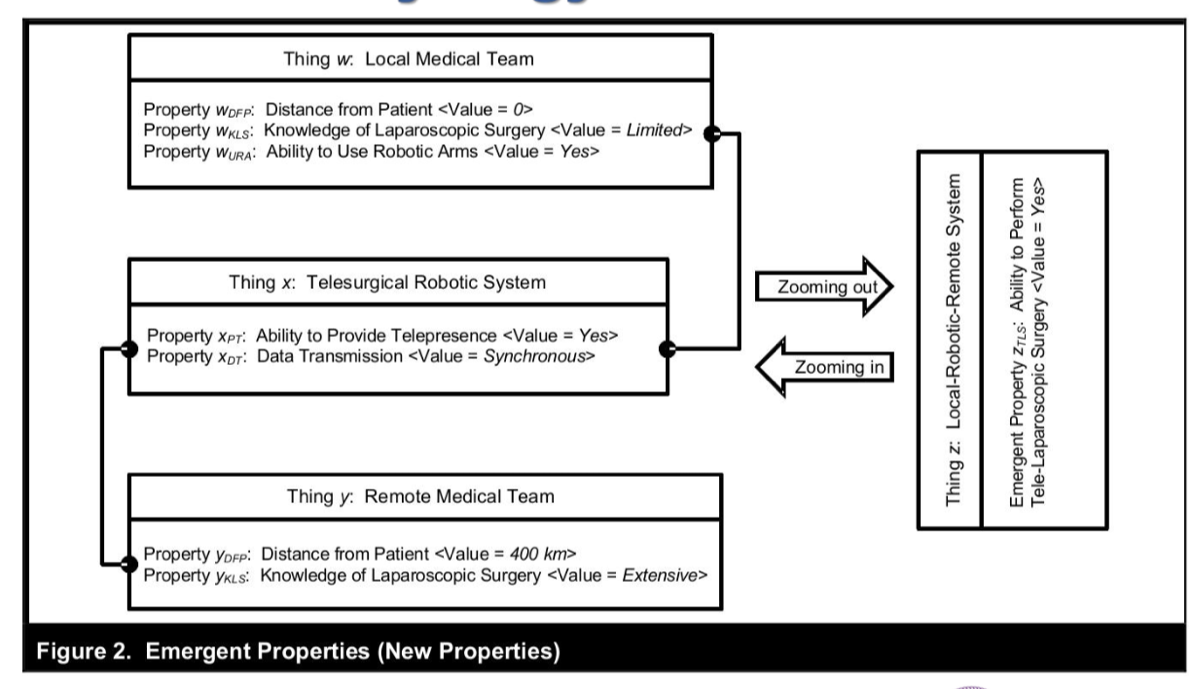 Thing w: Local Medical Team
Property wDFP: Distance from Patient <Value = 0>
Property wKLS: Knowledge of Laparoscopic Surgery <Value = Limited>
Property wURA: Ability to Use Robotic Arms <Value = Yes>
Thing x: Telesurgical Robotic System
Property xPT: Ability to Provide Telepresence <Value = Yes>
Property xDT: Data Transmission <Value = Synchronous>
Thing y: Remote Medical Team
Property yDFP: Distance from Patient <Value = 400 km>
Property yKLS: Knowledge of Laparoscopic Surgery <Value = Extensive>
Zooming out
Zooming in
Thing z: Local-Robotic-Remote System
Emergent Property zTLS: Ability to Perform
Tele-Laparoscopic Surgery <Value = Yes>
Figure 2. Emergent Properties (New Properties)